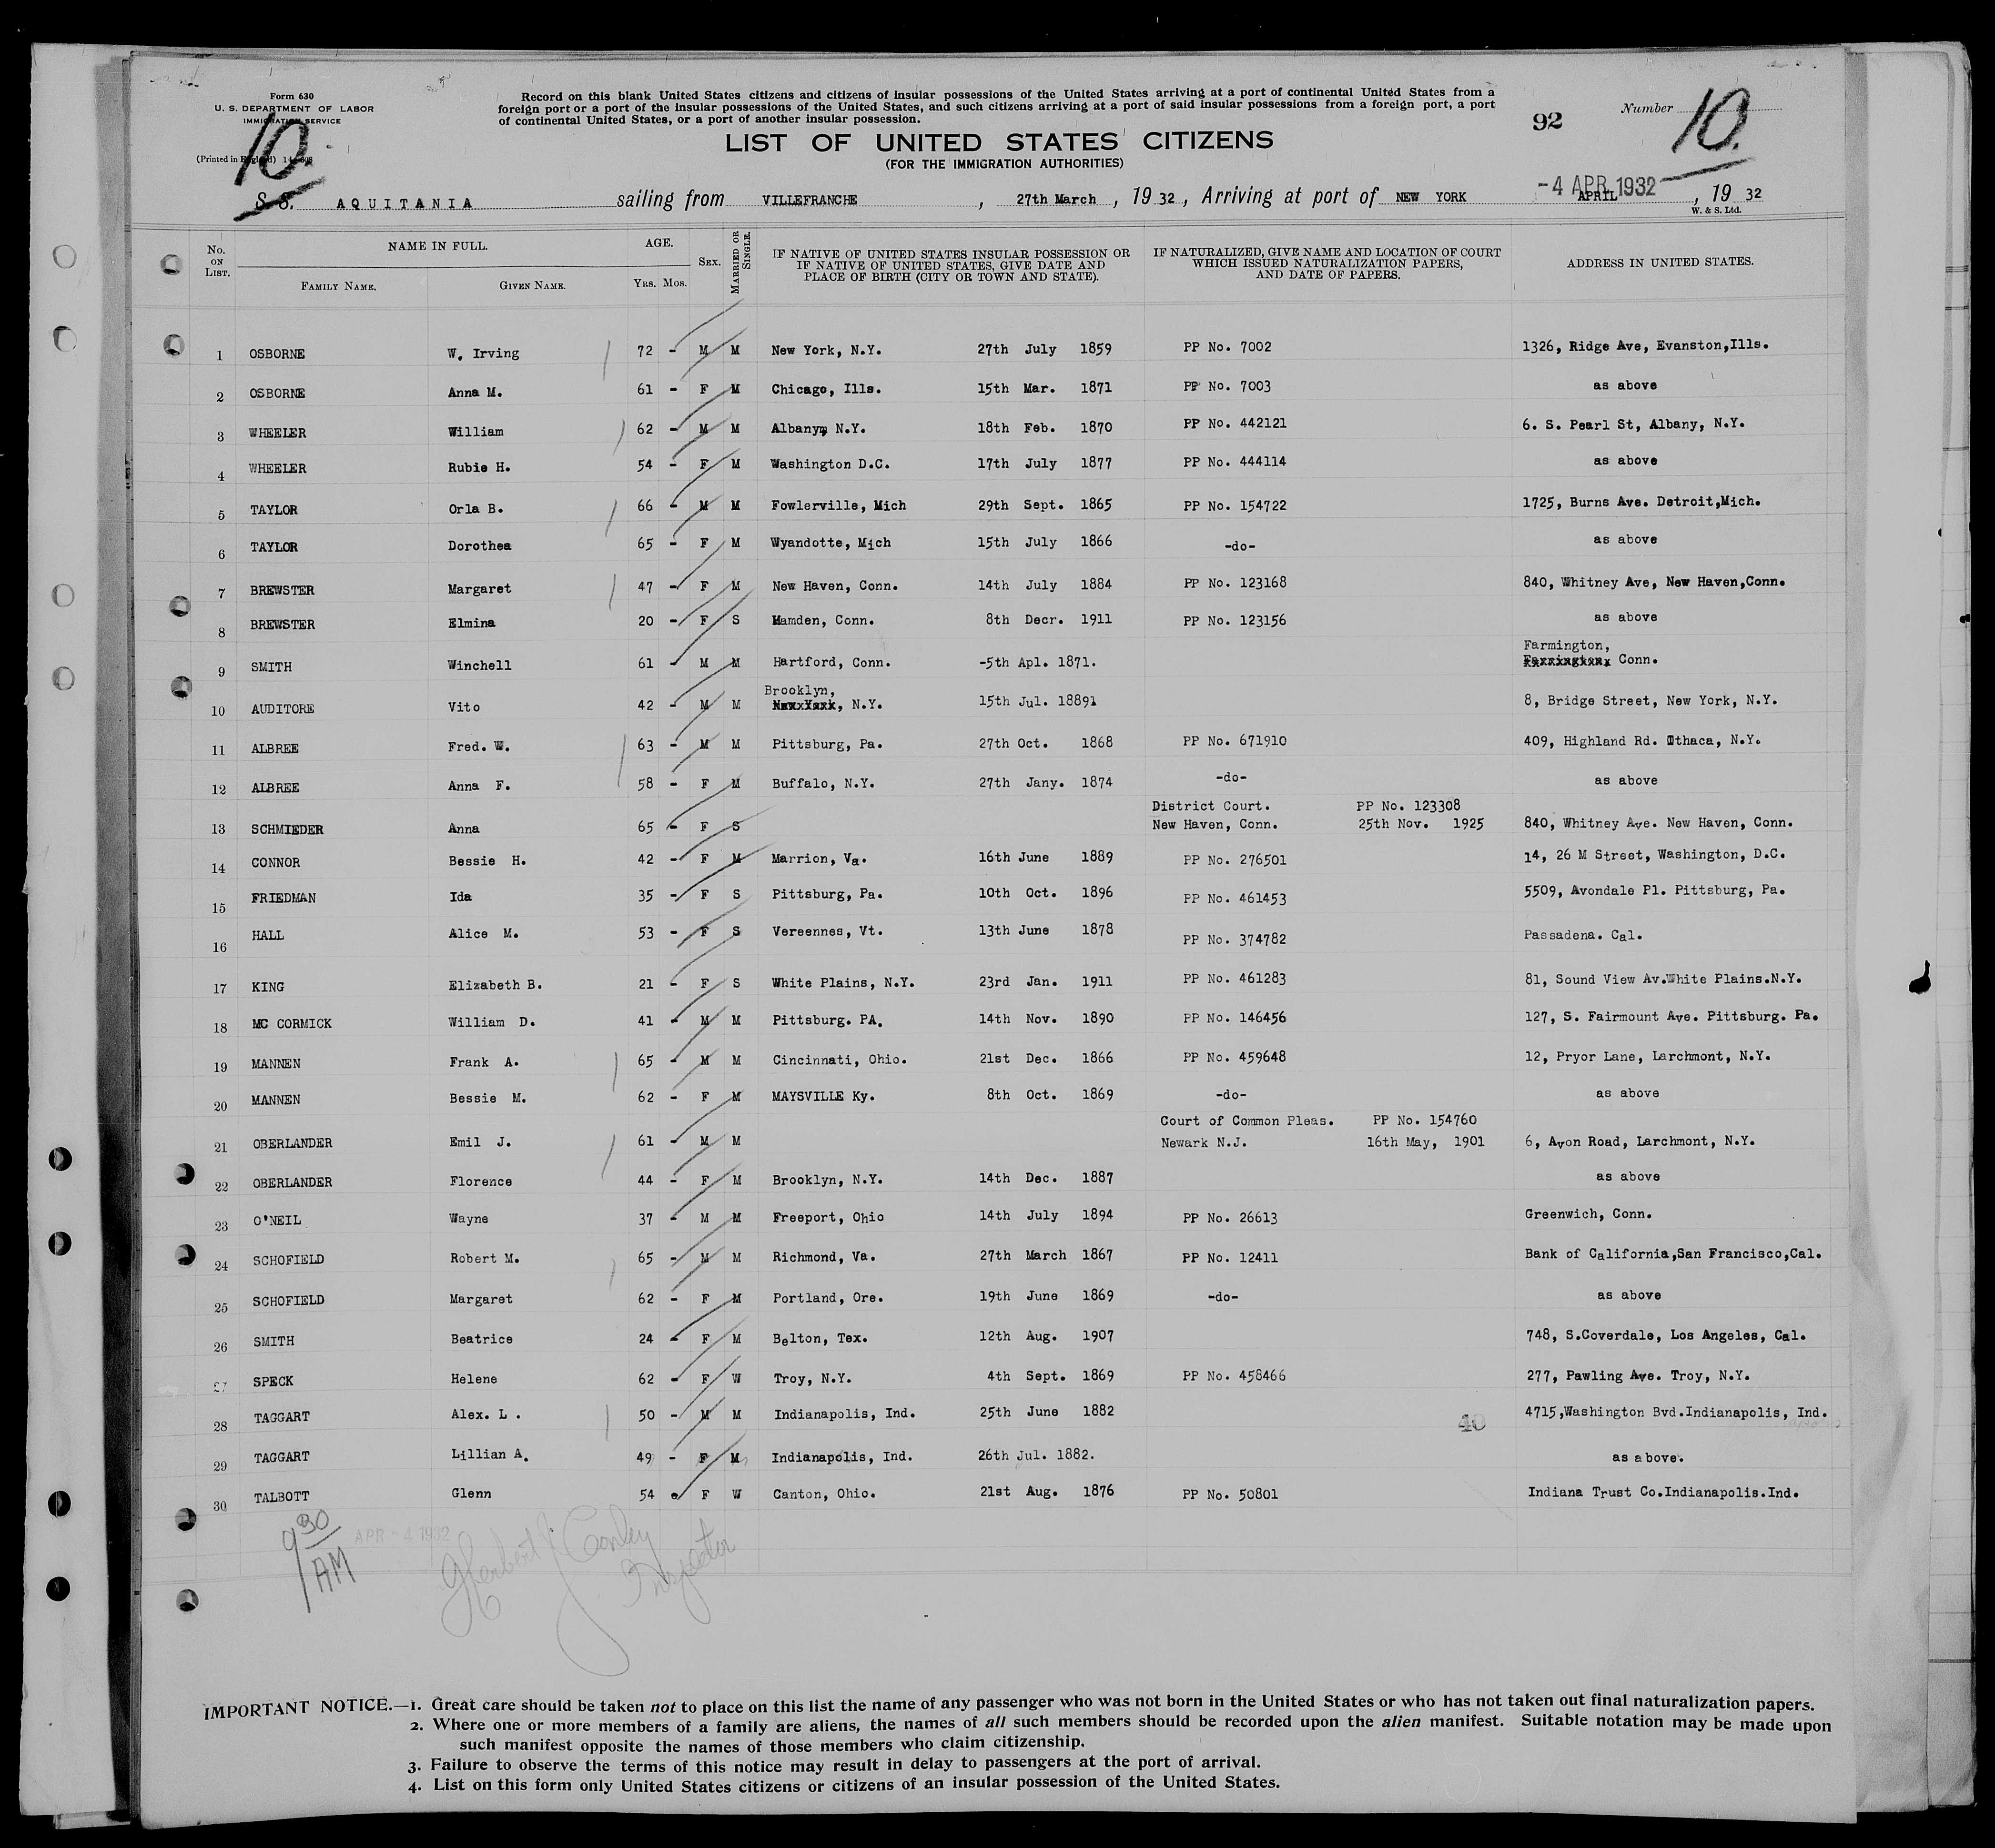 Form 630
U. S. DEPARTMENT OF LABOR
IMMIGRATION SERVICE
(Printed in England)
10.
Record on this blank United States citizens and citizens of insular possessions of the United States arriving at a port of continental United States from a
foreign port or a port of the insular possessions of the United States, and such citizens arriving at a port of said insular possessions from a foreign port, a port
of continental United States, or a port of another insular possession.
92
Number 10.
LIST OF UNITED STATES CITIZENS
(FOR THE IMMIGRATION AUTHORITIES)
S.S. AQUITANIA sailing from VILLEFRANCHE, 27th March, 1932, Arriving at port of NEW YORK -4 APR 1932 APRIL, 19 32
W. & S. Ltd.
No. ON LIST. NAME IN FULL. FAMILY NAME. GIVEN NAME. AGE. YRS. MOS. SEX. MARRIED OR SINGLE. IF NATIVE OF UNITED STATES INSULAR POSSESSION OR IF NATIVE OF UNITED STATES, GIVE DATE AND PLACE OF BIRTH (CITY OR TOWN AND STATE). IF NATURALIZED, GIVE NAME AND LOCATION OF COURT WHICH ISSUED NATURALIZATION PAPERS, AND DATE OF PAPERS. ADDRESS IN UNITED STATES.
1 OSBORNE W. Irving 72 - M M New York, N.Y. 27th July 1859 PP No. 7002 1326, Ridge Ave, Evanston,Ills.
2 OSBORNE Anna M. 61 - F M Chicago, Ills. 15th Mar. 1871 PP No. 7003 as above
3 WHEELER William 62 - M M Albany, N.Y. 18th Feb. 1870 PP No. 442121 6. S. Pearl St, Albany, N.Y.
4 WHEELER Rubie H. 54 - F M Washington D.C. 17th July 1877 PP No. 444114 as above
5 TAYLOR Orla B. 66 - M M Fowlerville, Mich 29th Sept. 1865 PP No. 154722 1725, Burns Ave. Detroit,Mich.
6 TAYLOR Dorothea 65 - F M Wyandotte, Mich 15th July 1866 -do- as above
7 BREWSTER Margaret 47 - F M New Haven, Conn. 14th July 1884 PP No. 123168 840, Whitney Ave, New Haven,Conn.
8 BREWSTER Elmina 20 - F S Hamden, Conn. 8th Decr. 1911 PP No. 123156 as above
9 SMITH Winchell 61 - M M Hartford, Conn. -5th Apl. 1871. Farmington, Conn.
10 AUDITORE Vito 42 - M M Brooklyn, N.Y. 15th Jul. 18891 8, Bridge Street, New York, N.Y.
11 ALBREE Fred. W. 63 - M M Pittsburg, Pa. 27th Oct. 1868 PP No. 671910 409, Highland Rd. Ithaca, N.Y.
12 ALBREE Anna F. 58 - F M Buffalo, N.Y. 27th Jany. 1874 -do- as above
District Court. PP No. 123308
13 SCHMIEDER Anna 65 - F S New Haven, Conn. 25th Nov. 1925 840, Whitney Ave. New Haven, Conn.
14 CONNOR Bessie H. 42 - F M Marrion, Va. 16th June 1889 PP No. 276501 14, 26 M Street, Washington, D.C.
15 FRIEDMAN Ida 35 - F S Pittsburg, Pa. 10th Oct. 1896 PP No. 461453 5509, Avondale Pl. Pittsburg, Pa.
16 HALL Alice M. 53 - F S Vereennes, Vt. 13th June 1878 PP No. 374782 Passadena. Cal.
17 KING Elizabeth B. 21 - F S White Plains, N.Y. 23rd Jan. 1911 PP No. 461283 81, Sound View Av.White Plains.N.Y.
18 MC CORMICK William D. 41 - M M Pittsburg. PA. 14th Nov. 1890 PP No. 146456 127, S. Fairmount Ave. Pittsburg. Pa.
19 MANNEN Frank A. 65 - M M Cincinnati, Ohio. 21st Dec. 1866 PP No. 459648 12, Pryor Lane, Larchmont, N.Y.
20 MANNEN Bessie M. 62 - F M MAYSVILLE Ky. 8th Oct. 1869 -do- as above
Court of Common Pleas. PP No. 154760
21 OBERLANDER Emil J. 61 - M M Newark N.J. 16th May, 1901 6, Avon Road, Larchmont, N.Y.
22 OBERLANDER Florence 44 - F M Brooklyn, N.Y. 14th Dec. 1887 as above
23 O'NEIL Wayne 37 - M M Freeport, Ohio 14th July 1894 PP No. 26613 Greenwich, Conn.
24 SCHOFIELD Robert M. 65 - M M Richmond, Va. 27th March 1867 PP No. 12411 Bank of California,San Francisco,Cal.
25 SCHOFIELD Margaret 62 - F M Portland, Ore. 19th June 1869 -do- as above
26 SMITH Beatrice 24 - F M Belton, Tex. 12th Aug. 1907 748, S.Coverdale, Los Angeles, Cal.
27 SPECK Helene 62 - F W Troy, N.Y. 4th Sept. 1869 PP No. 458466 277, Pawling Ave. Troy, N.Y.
28 TAGGART Alex. L . 50 - M M Indianapolis, Ind. 25th June 1882 40 4715,Washington Bvd.Indianapolis, Ind.
29 TAGGART Lillian A. 49 - F M Indianapolis, Ind. 26th Jul. 1882. as above.
30 TALBOTT Glenn 54 F W Canton, Ohio. 21st Aug. 1876 PP No. 50801 Indiana Trust Co.Indianapolis.Ind.
9 30 AM
APR -4 1932
Herbert J. Conley
Inspector
IMPORTANT NOTICE.—1. Great care should be taken not to place on this list the name of any passenger who was not born in the United States or who has not taken out final naturalization papers.
2. Where one or more members of a family are aliens, the names of all such members should be recorded upon the alien manifest. Suitable notation may be made upon
such manifest opposite the names of those members who claim citizenship.
3. Failure to observe the terms of this notice may result in delay to passengers at the port of arrival.
4. List on this form only United States citizens or citizens of an insular possession of the United States.